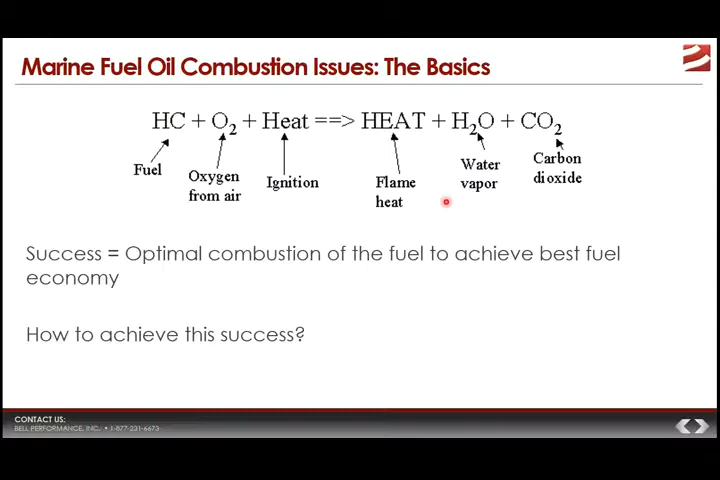 Marine Fuel Oil Combustion Issues: The Basics
HC + O₂ + Heat ==> HEAT + H₂O + CO₂
Fuel
Oxygen
from air
Ignition
Flame
heat
Water
vapor
Carbon
dioxide
Success = Optimal combustion of the fuel to achieve best fuel
economy
How to achieve this success?
CONTACT US:
BELL PERFORMANCE, INC. • 1-877-231-6673